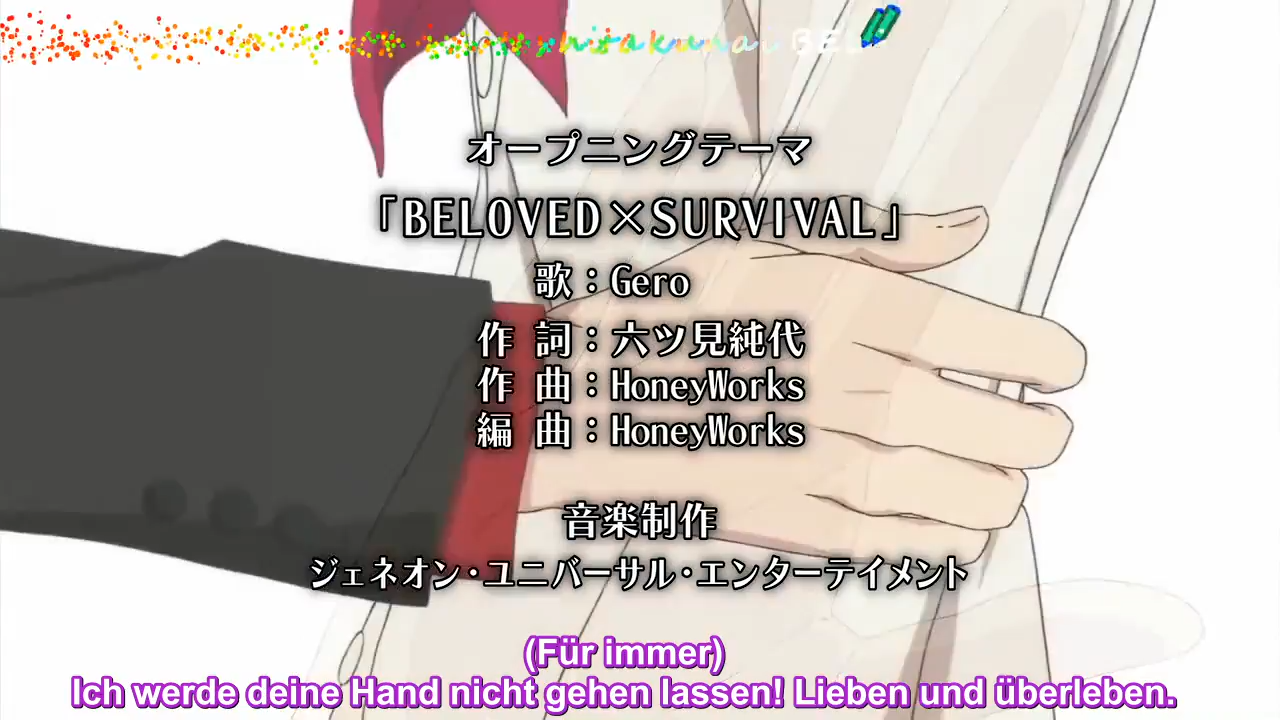 オープニングテーマ
「BELOVED×SURVIVAL」
歌：Gero
作 詞：六ツ見純代
作 曲：HoneyWorks
編 曲：HoneyWorks
音楽制作
ジェネオン・ユニバーサル・エンターテイメント
(Für immer)
Ich werde deine Hand nicht gehen lassen! Lieben und überleben.